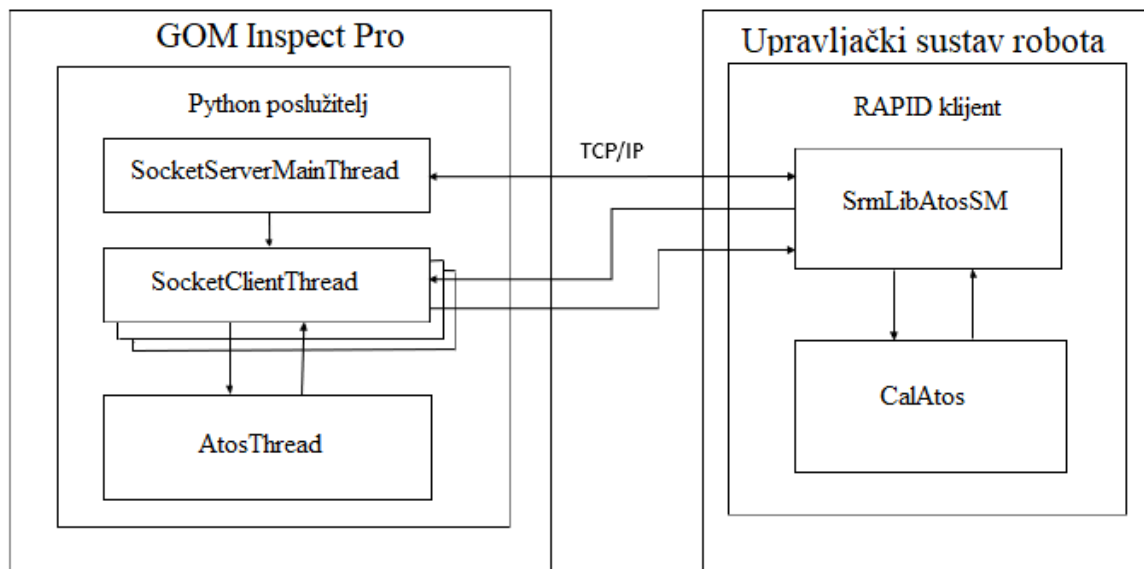 GOM Inspect Pro
Python poslužitelj
SocketServerMainThread
SocketClientThread
AtosThread
TCP/IP
Upravljački sustav robota
RAPID klijent
SrmLibAtosSM
CalAtos